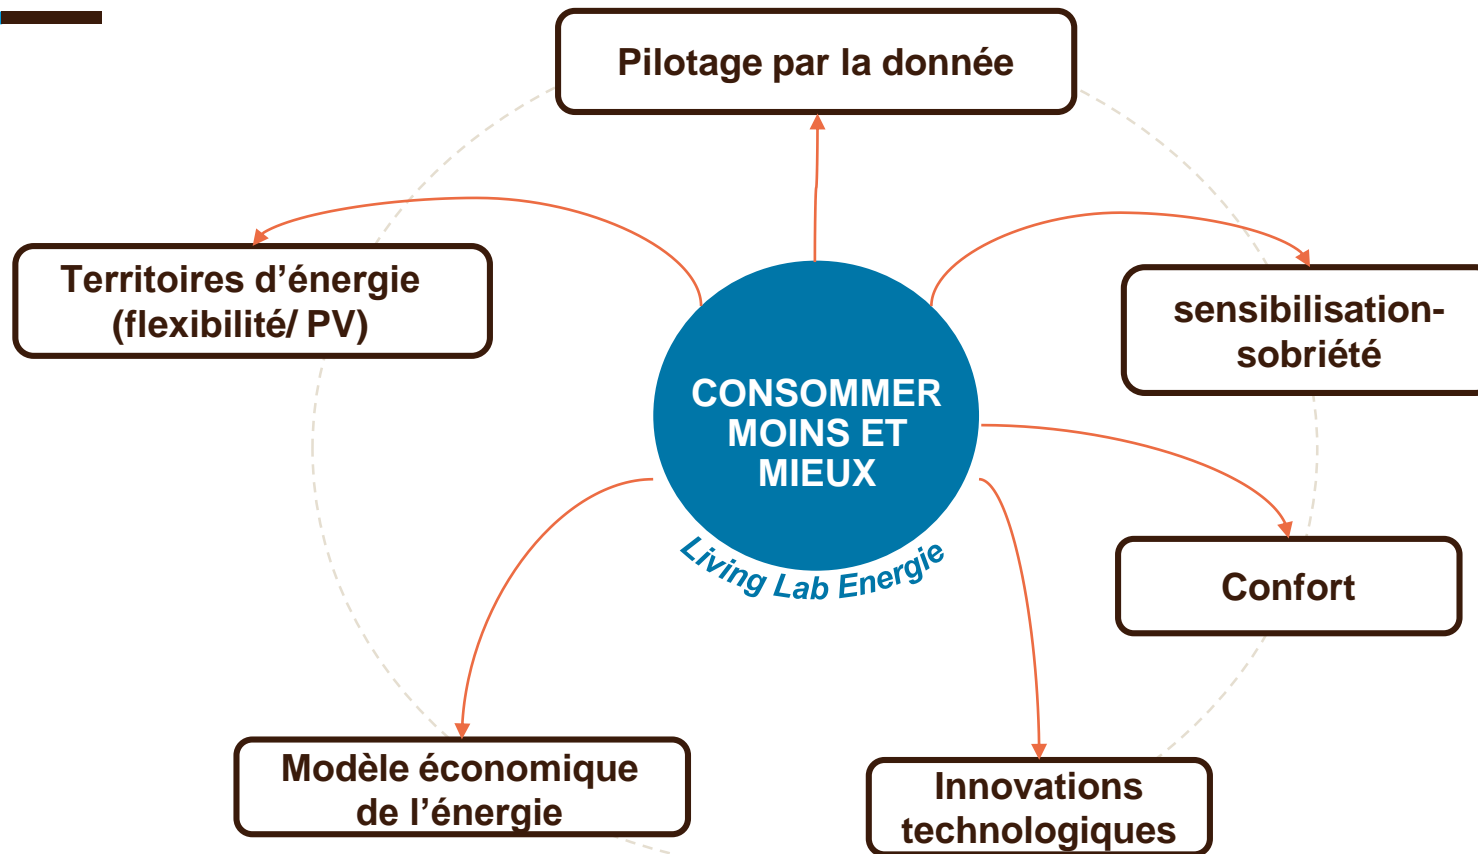 Pilotage par la donnée
Territoires d’énergie
(flexibilité/ PV)
sensibilisation-
sobriété
CONSOMMER
MOINS ET
MIEUX
Living Lab Energie
Confort
Modèle économique
de l’énergie
Innovations
technologiques